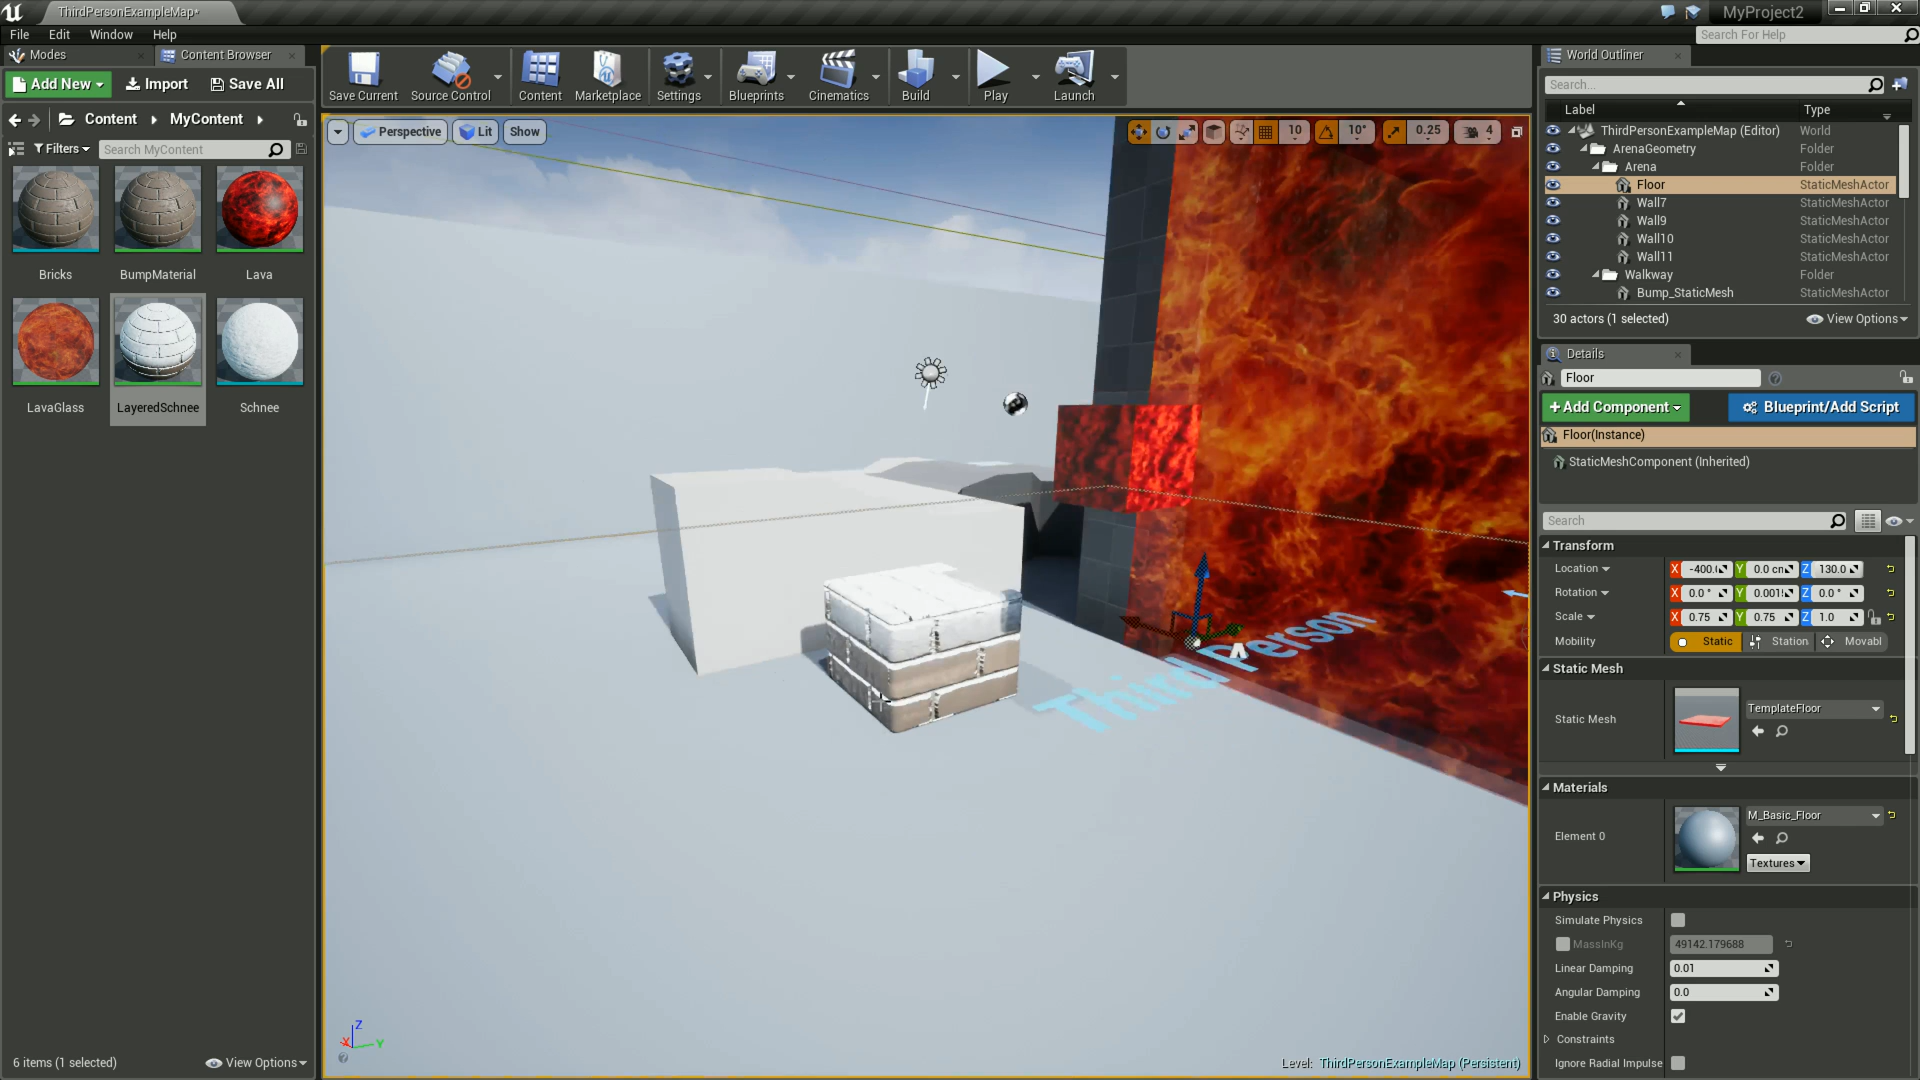 ThirdPersonExampleMap*
MyProject2
File Edit Window Help
Search For Help
Modes
Content Browser
Add New
Import
Save All
Content
MyContent
Filters
Search MyContent
Bricks
BumpMaterial
Lava
LavaGlass
LayeredSchnee
Schnee
6 items (1 selected)
View Options
Save Current
Source Control
Content
Marketplace
Settings
Blueprints
Cinematics
Build
Play
Launch
Perspective
Lit
Show
10
10°
0.25
4
Third Person
Z
X
Y
Level: ThirdPersonExampleMap (Persistent)
World Outliner
Search...
Label Type
ThirdPersonExampleMap (Editor) World
ArenaGeometry Folder
Arena Folder
Floor StaticMeshActor
Wall7 StaticMeshActor
Wall9 StaticMeshActor
Wall10 StaticMeshActor
Wall11 StaticMeshActor
Walkway Folder
Bump_StaticMesh StaticMeshActor
30 actors (1 selected)
View Options
Details
Floor
+Add Component
Blueprint/Add Script
Floor(Instance)
StaticMeshComponent (Inherited)
Search
Transform
Location X -400.( Y 0.0 cm Z 130.0
Rotation X 0.0 ° Y 0.001! Z 0.0 °
Scale X 0.75 Y 0.75 Z 1.0
Mobility Static Station Movabl
Static Mesh
Static Mesh
TemplateFloor
Materials
Element 0
M_Basic_Floor
Textures
Physics
Simulate Physics
MassInKg 49142.179688
Linear Damping 0.01
Angular Damping 0.0
Enable Gravity
Constraints
Ignore Radial Impulse